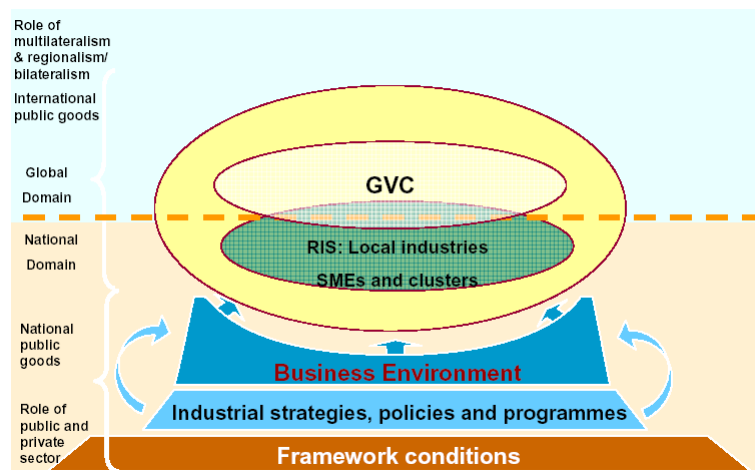 Role of
multilateralism
& regionalism/
bilateralism
International
public goods
Global
Domain
National
Domain
National
public
goods
Role of
public and
private
sector
GVC
RIS: Local industries
SMEs and clusters
Business Environment
Industrial strategies, policies and programmes
Framework conditions